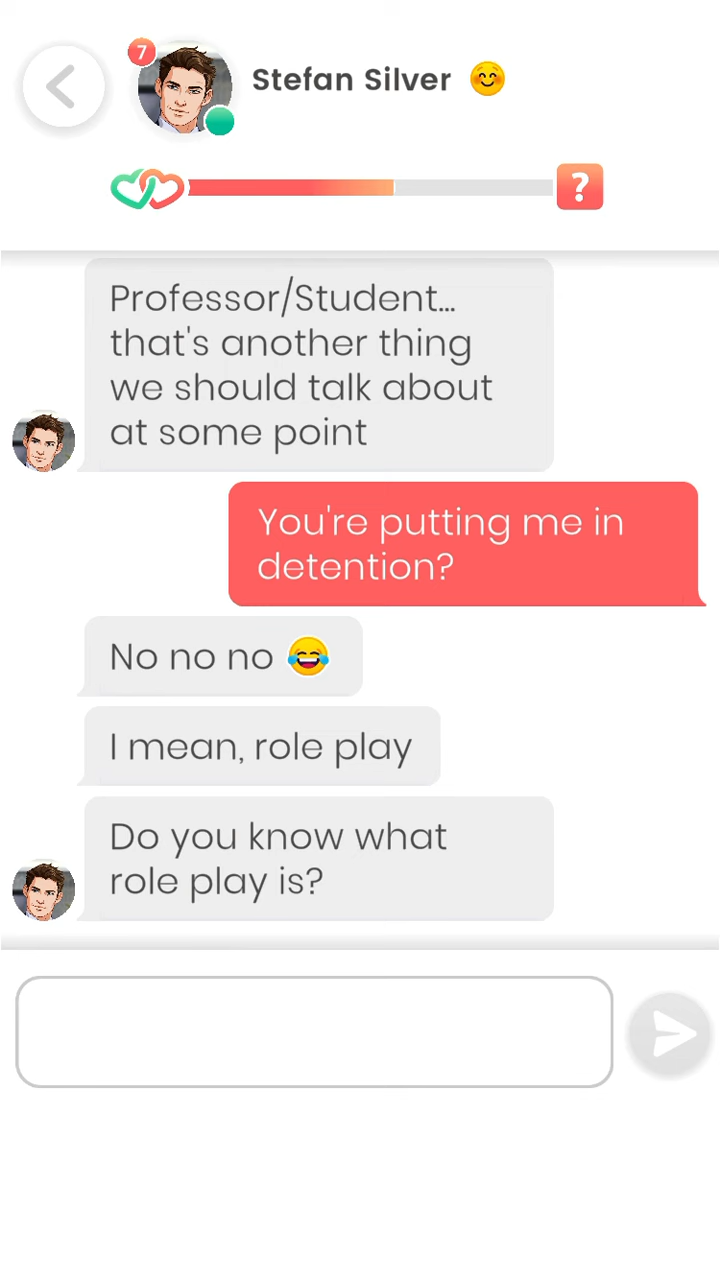 7
Stefan Silver 😊
?
Professor/Student...
that's another thing
we should talk about
at some point
You're putting me in
detention?
No no no 😂
I mean, role play
Do you know what
role play is?